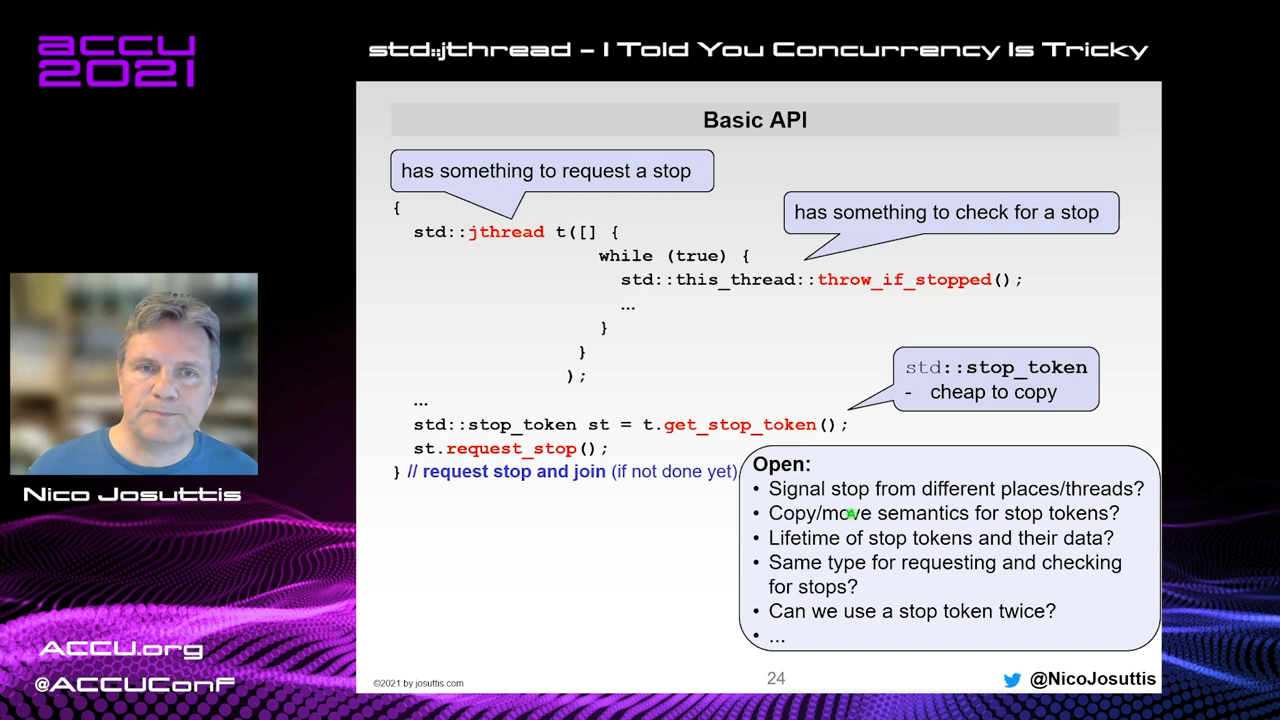 accu
2021
std::jthread – I Told You Concurrency Is Tricky
Basic API
has something to request a stop
has something to check for a stop
{
std::jthread t([] {
while (true) {
std::this_thread::throw_if_stopped();
…
}
}
);
…
std::stop_token
- cheap to copy
std::stop_token st = t.get_stop_token();
st.request_stop();
} // request stop and join (if not done yet)
Open:
• Signal stop from different places/threads?
• Copy/move semantics for stop tokens?
• Lifetime of stop tokens and their data?
• Same type for requesting and checking
for stops?
• Can we use a stop token twice?
• ...
Nico Josuttis
ACCU.org
@ACCUConf
©2021 by josuttis.com
24
@NicoJosuttis